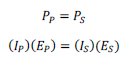 P_P = P_S
(I_P)(E_P) = (I_S)(E_S)